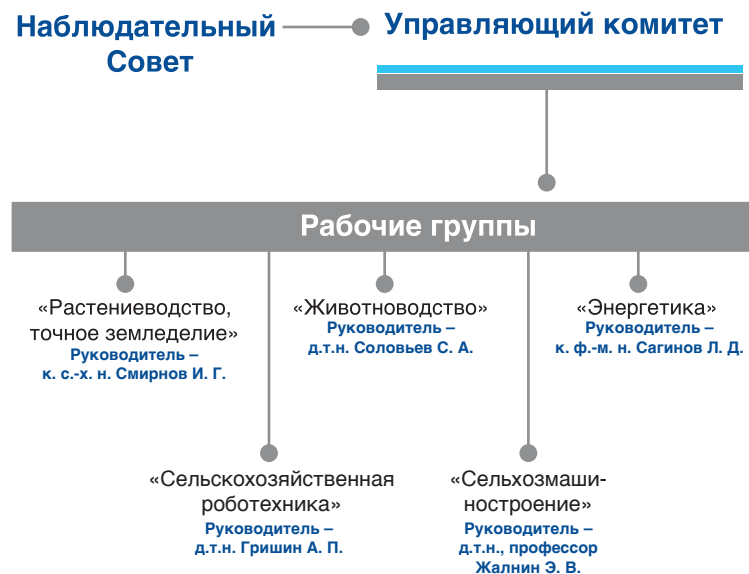 Наблюдательный
Совет
Управляющий комитет
Рабочие группы
«Растениеводство,
точное земледелие»
Руководитель –
к. с.-х. н. Смирнов И. Г.
«Животноводство»
Руководитель –
д.т.н. Соловьев С. А.
«Энергетика»
Руководитель –
к. ф.-м. н. Сагинов Л. Д.
«Сельскохозяйственная
роботехника»
Руководитель –
д.т.н. Гришин А. П.
«Сельхозмаши-
ностроение»
Руководитель –
д.т.н., профессор
Жалнин Э. В.